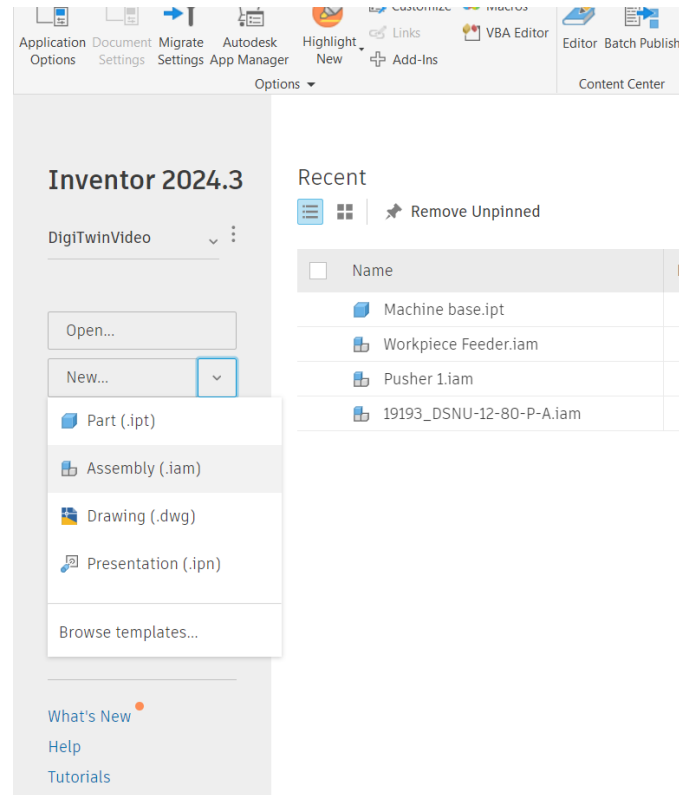 Customize Macros
Application Document Migrate Autodesk Highlight Links VBA Editor Editor Batch Publish
Options Settings Settings App Manager New Add-Ins
Options Content Center
Inventor 2024.3
Recent
Remove Unpinned
DigiTwinVideo
Name
Machine base.ipt
Open...
Workpiece Feeder.iam
New...
Pusher 1.iam
19193_DSNU-12-80-P-A.iam
Part (.ipt)
Assembly (.iam)
Drawing (.dwg)
Presentation (.ipn)
Browse templates...
What's New
Help
Tutorials